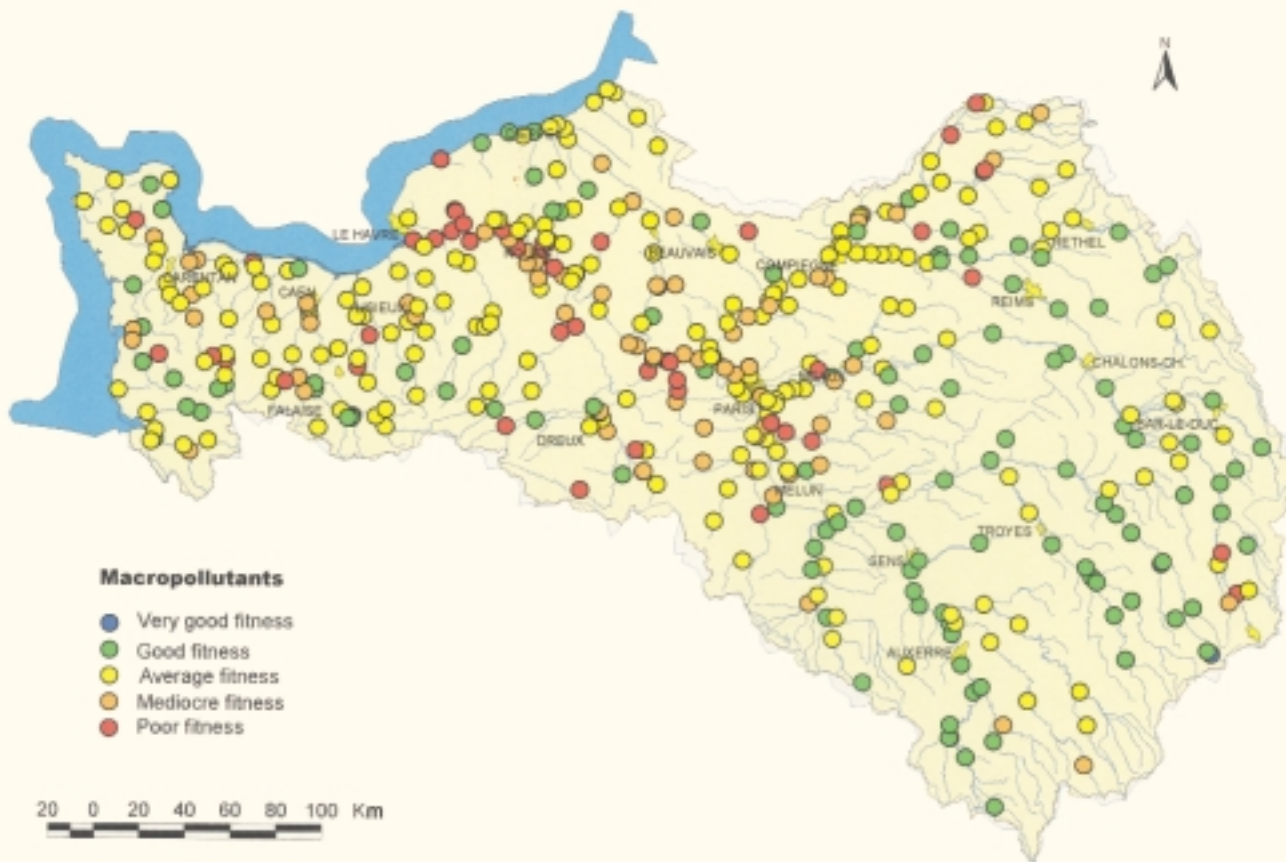 N
LE HAVRE
BEAUVAIS
COMPIEGNE
RETHEL
CARENTAN
CAEN
LISIEUX
REIMS
CHALONS-CH.
PARIS
BAR-LE-DUC
FALAISE
DREUX
MELUN
TROYES
SENS
AUXERRE
Macropollutants
Very good fitness
Good fitness
Average fitness
Mediocre fitness
Poor fitness
20 0 20 40 60 80 100 Km